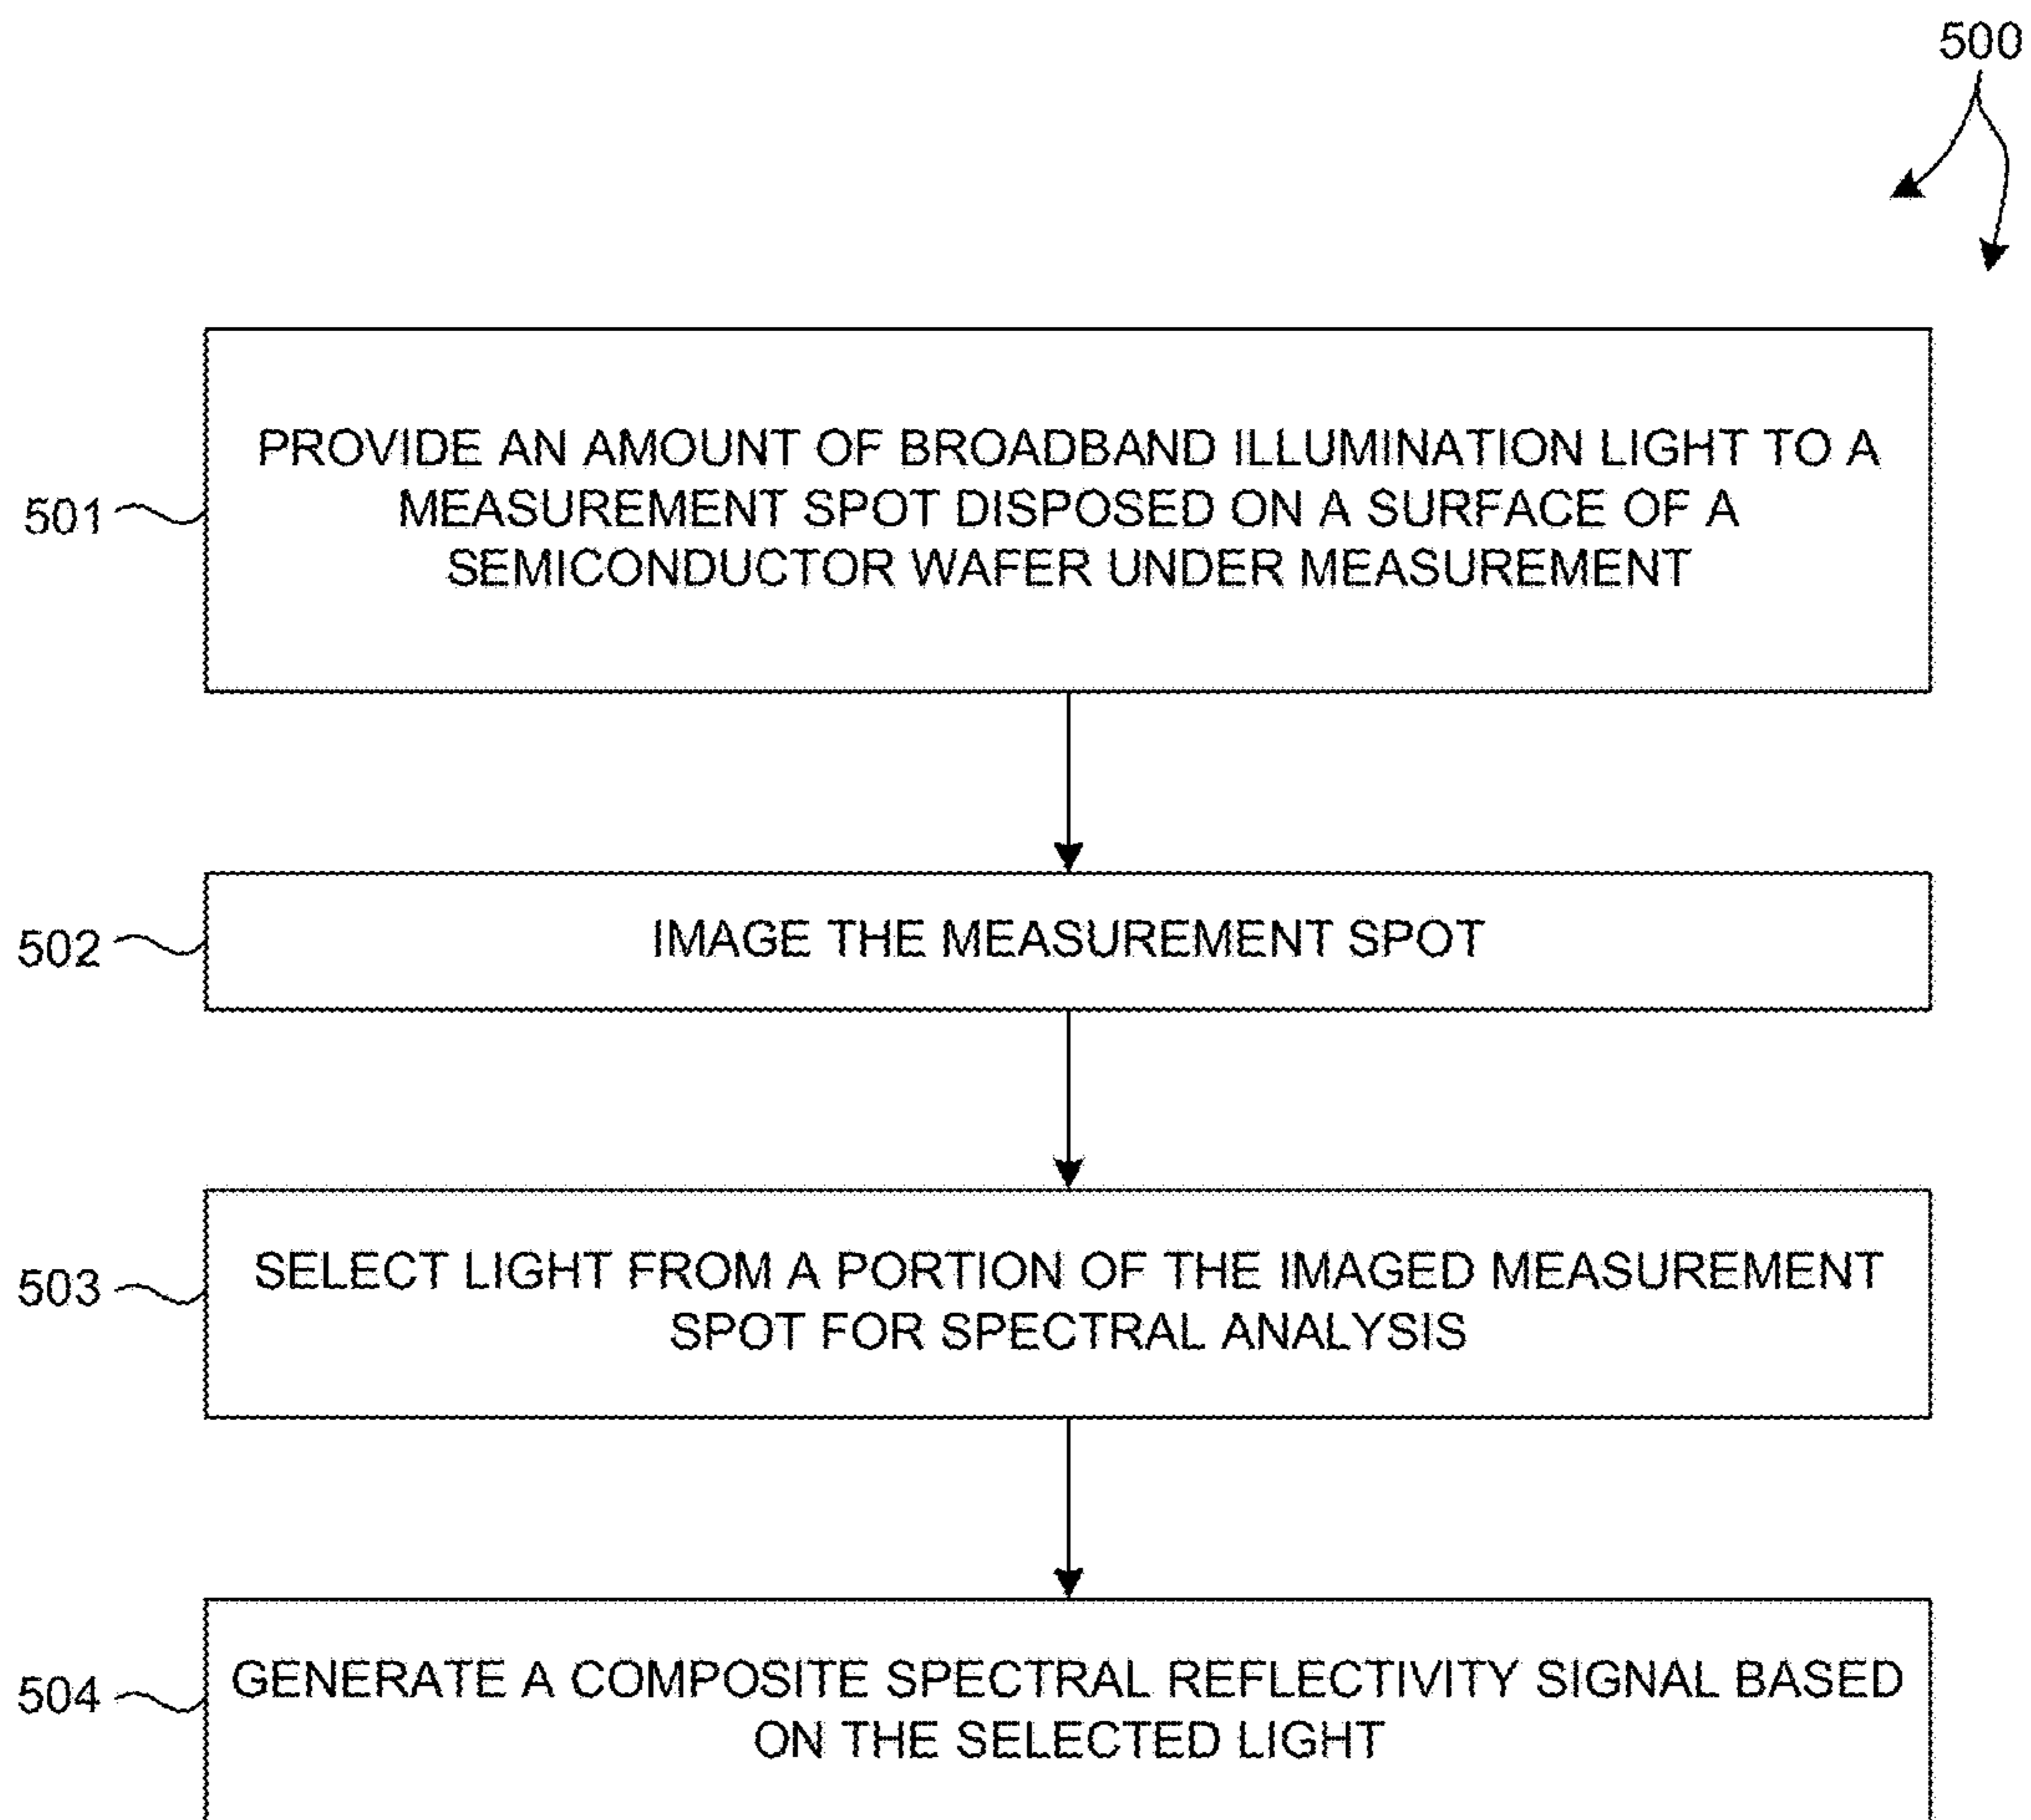 500
501
PROVIDE AN AMOUNT OF BROADBAND ILLUMINATION LIGHT TO A
MEASUREMENT SPOT DISPOSED ON A SURFACE OF A
SEMICONDUCTOR WAFER UNDER MEASUREMENT
502
IMAGE THE MEASUREMENT SPOT
503
SELECT LIGHT FROM A PORTION OF THE IMAGED MEASUREMENT
SPOT FOR SPECTRAL ANALYSIS
504
GENERATE A COMPOSITE SPECTRAL REFLECTIVITY SIGNAL BASED
ON THE SELECTED LIGHT